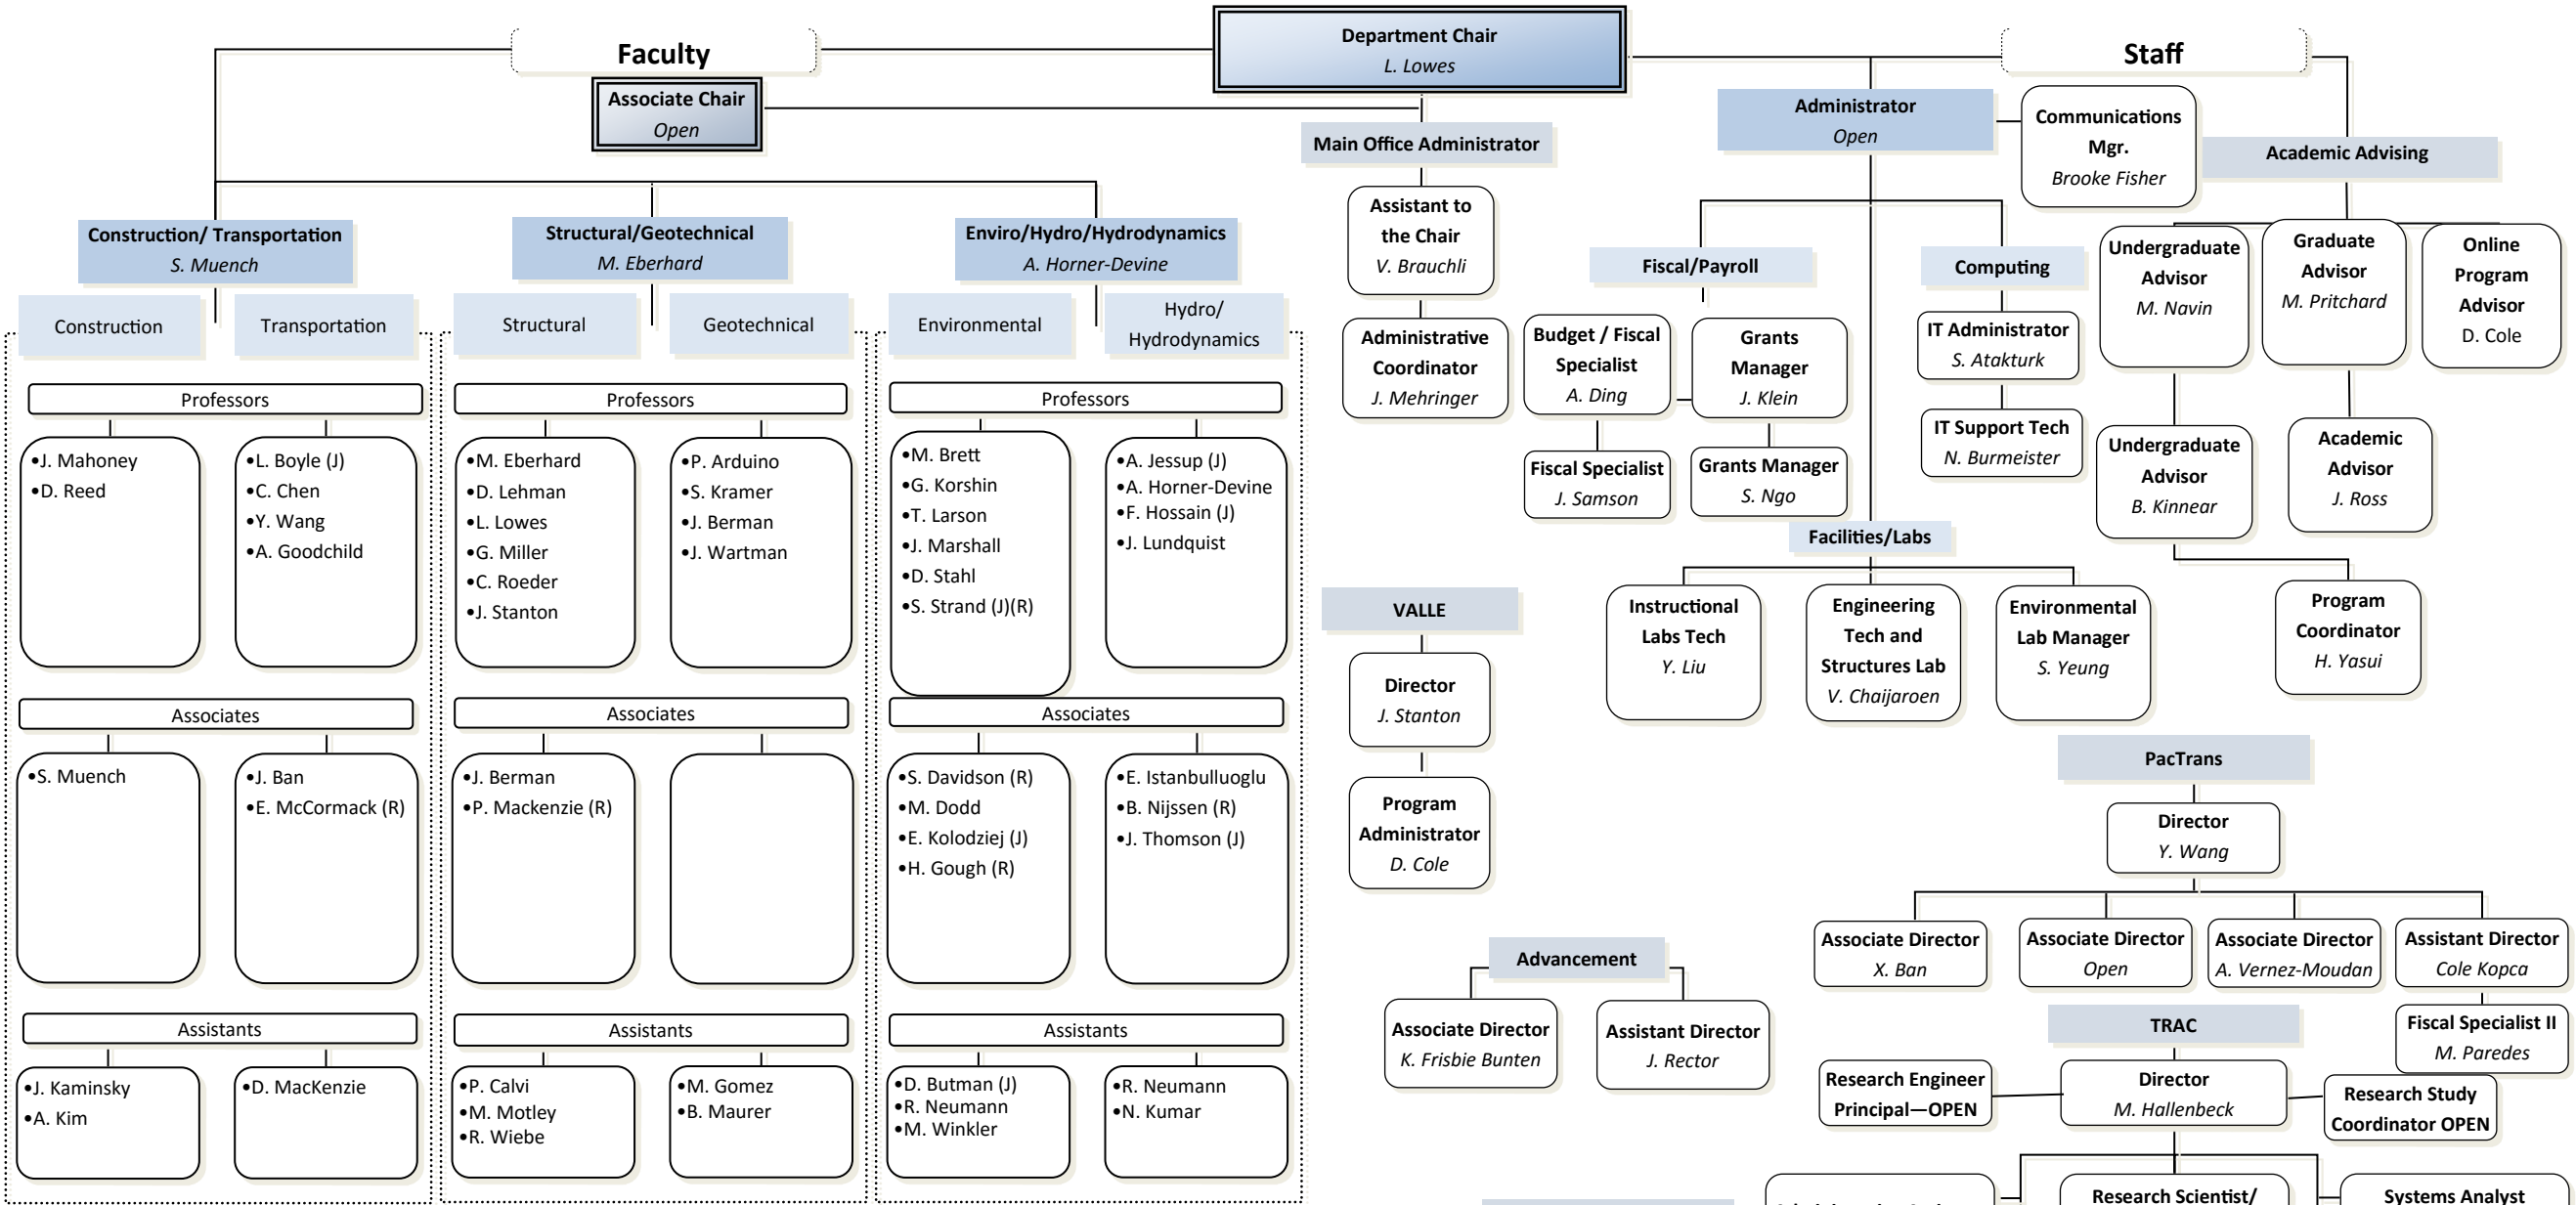 Department Chair
L. Lowes
Faculty
Staff
Associate Chair
Open
Construction/ Transportation
S. Muench
Structural/Geotechnical
M. Eberhard
Enviro/Hydro/Hydrodynamics
A. Horner-Devine
Construction
Transportation
Structural
Geotechnical
Environmental
Hydro/
Hydrodynamics
Professors
•J. Mahoney
•D. Reed
•L. Boyle (J)
•C. Chen
•Y. Wang
•A. Goodchild
Associates
•S. Muench
•J. Ban
•E. McCormack (R)
Assistants
•J. Kaminsky
•A. Kim
•D. MacKenzie
Professors
•M. Eberhard
•D. Lehman
•L. Lowes
•G. Miller
•C. Roeder
•J. Stanton
•P. Arduino
•S. Kramer
•J. Berman
•J. Wartman
Associates
•J. Berman
•P. Mackenzie (R)
Assistants
•P. Calvi
•M. Motley
•R. Wiebe
•M. Gomez
•B. Maurer
Professors
•M. Brett
•G. Korshin
•T. Larson
•J. Marshall
•D. Stahl
•S. Strand (J)(R)
•A. Jessup (J)
•A. Horner-Devine
•F. Hossain (J)
•J. Lundquist
Associates
•S. Davidson (R)
•M. Dodd
•E. Kolodziej (J)
•H. Gough (R)
•E. Istanbulluoglu
•B. Nijssen (R)
•J. Thomson (J)
Assistants
•D. Butman (J)
•R. Neumann
•M. Winkler
•R. Neumann
•N. Kumar
Main Office Administrator
Assistant to
the Chair
V. Brauchli
Administrative
Coordinator
J. Mehringer
Administrator
Open
Communications
Mgr.
Brooke Fisher
Fiscal/Payroll
Budget / Fiscal
Specialist
A. Ding
Grants
Manager
J. Klein
Fiscal Specialist
J. Samson
Grants Manager
S. Ngo
Computing
IT Administrator
S. Atakturk
IT Support Tech
N. Burmeister
Academic Advising
Undergraduate
Advisor
M. Navin
Graduate
Advisor
M. Pritchard
Online
Program
Advisor
D. Cole
Undergraduate
Advisor
B. Kinnear
Academic
Advisor
J. Ross
Program
Coordinator
H. Yasui
Facilities/Labs
Instructional
Labs Tech
Y. Liu
Engineering
Tech and
Structures Lab
V. Chaijaroen
Environmental
Lab Manager
S. Yeung
VALLE
Director
J. Stanton
Program
Administrator
D. Cole
Advancement
Associate Director
K. Frisbie Bunten
Assistant Director
J. Rector
PacTrans
Director
Y. Wang
Associate Director
X. Ban
Associate Director
Open
Associate Director
A. Vernez-Moudan
Assistant Director
Cole Kopca
Fiscal Specialist II
M. Paredes
TRAC
Research Engineer
Principal—OPEN
Director
M. Hallenbeck
Research Study
Coordinator OPEN
Research Scientist/
Systems Analyst